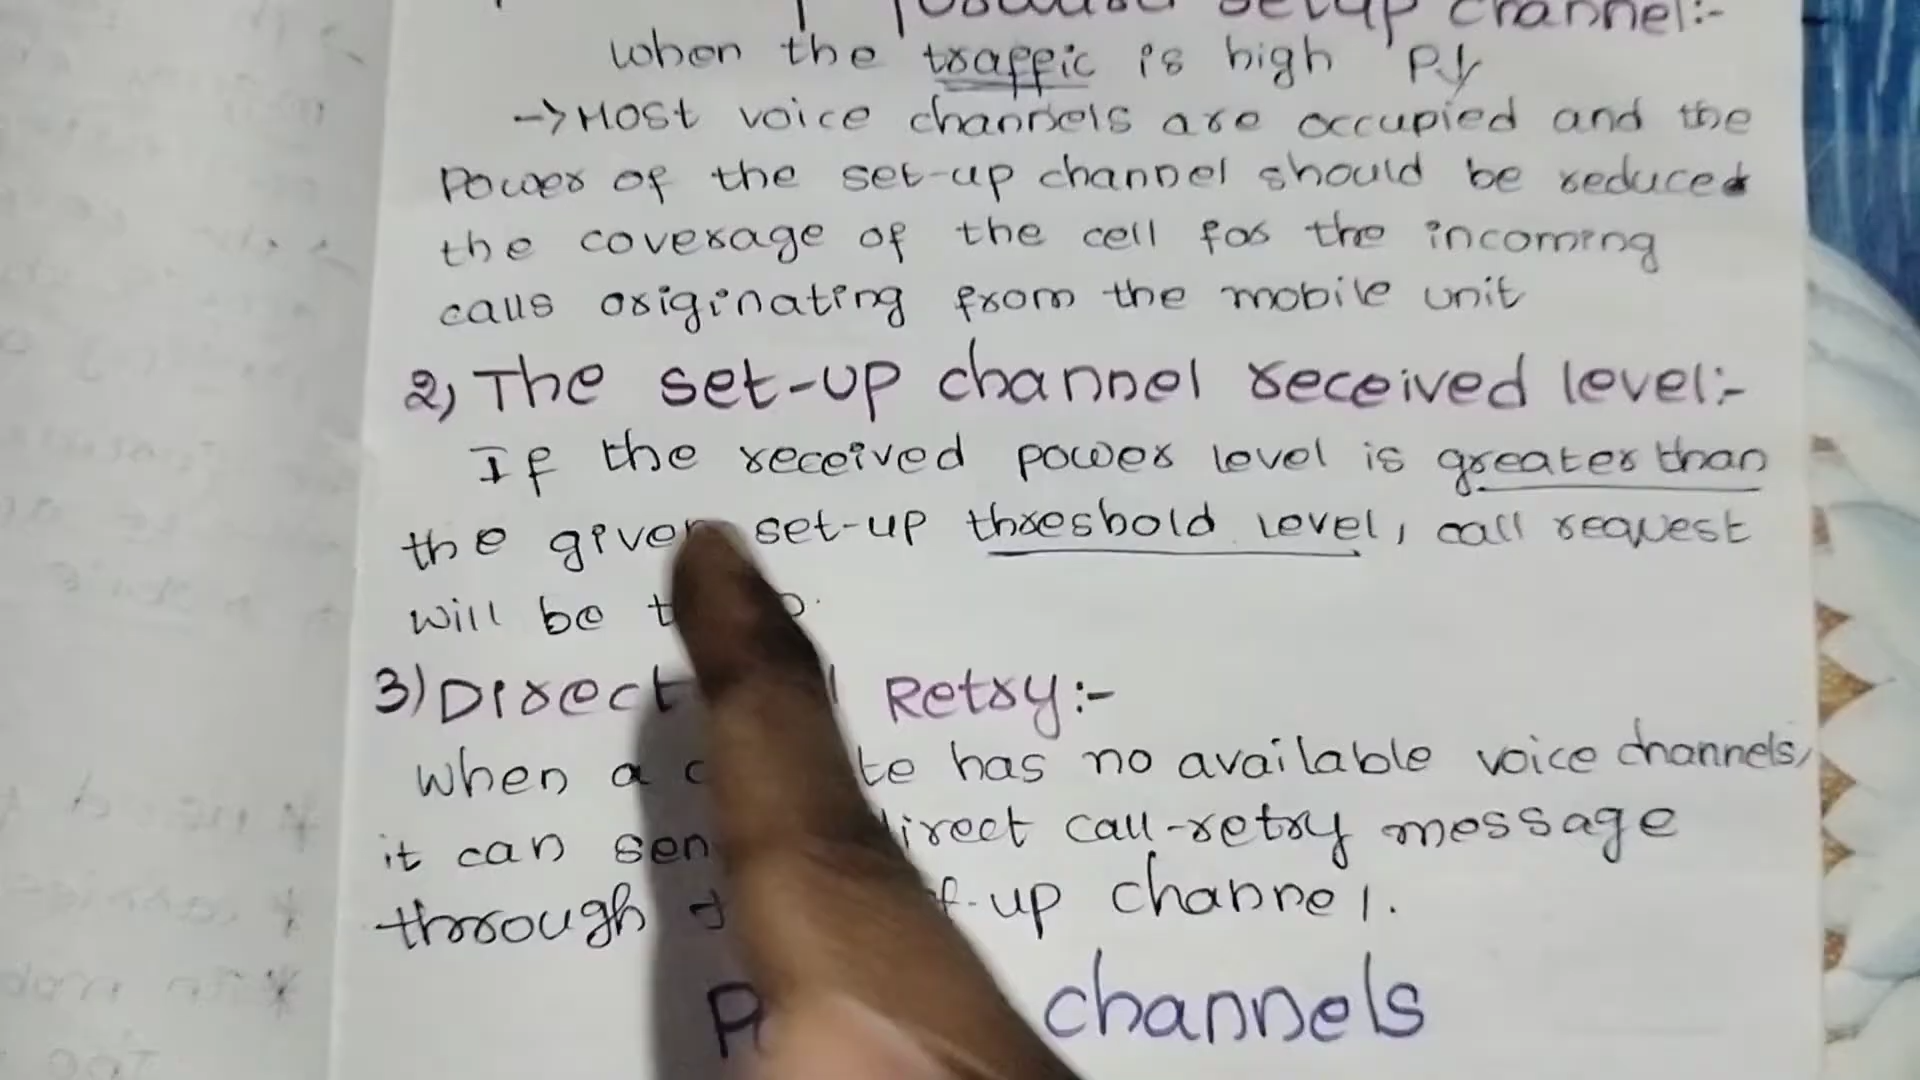 setup channel:-
when the traffic is high P↓
→Most voice channels are occupied and the
Power of the set-up channel should be reduced
the coverage of the cell for the incoming
calls originating from the mobile unit
2) The set-up channel received level:-
If the received power level is greater than
the given set-up threshold level, call request
will be
3) Direct Retry:-
When a has no available voice channels,
it can direct call-retry message
through up channel.
channels